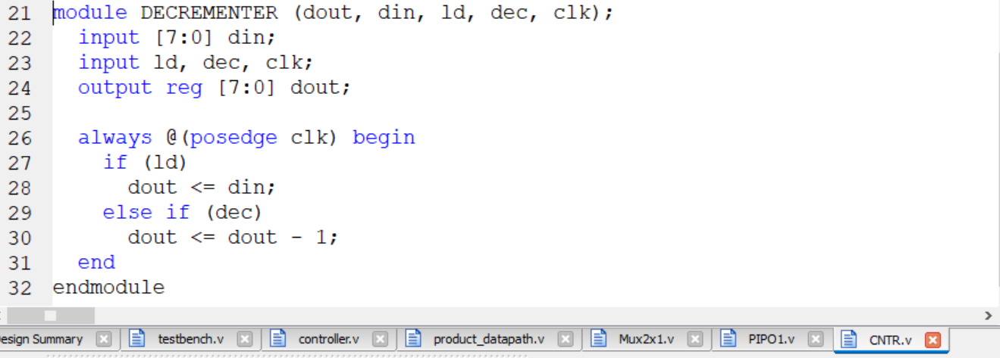 21 module DECREMENTER (dout, din, ld, dec, clk);
22 input [7:0] din;
23 input ld, dec, clk;
24 output reg [7:0] dout;
25
26 always @(posedge clk) begin
27 if (ld)
28 dout <= din;
29 else if (dec)
30 dout <= dout - 1;
31 end
32 endmodule
esign Summary testbench.v controller.v product_datapath.v Mux2x1.v PIPO1.v CNTR.v